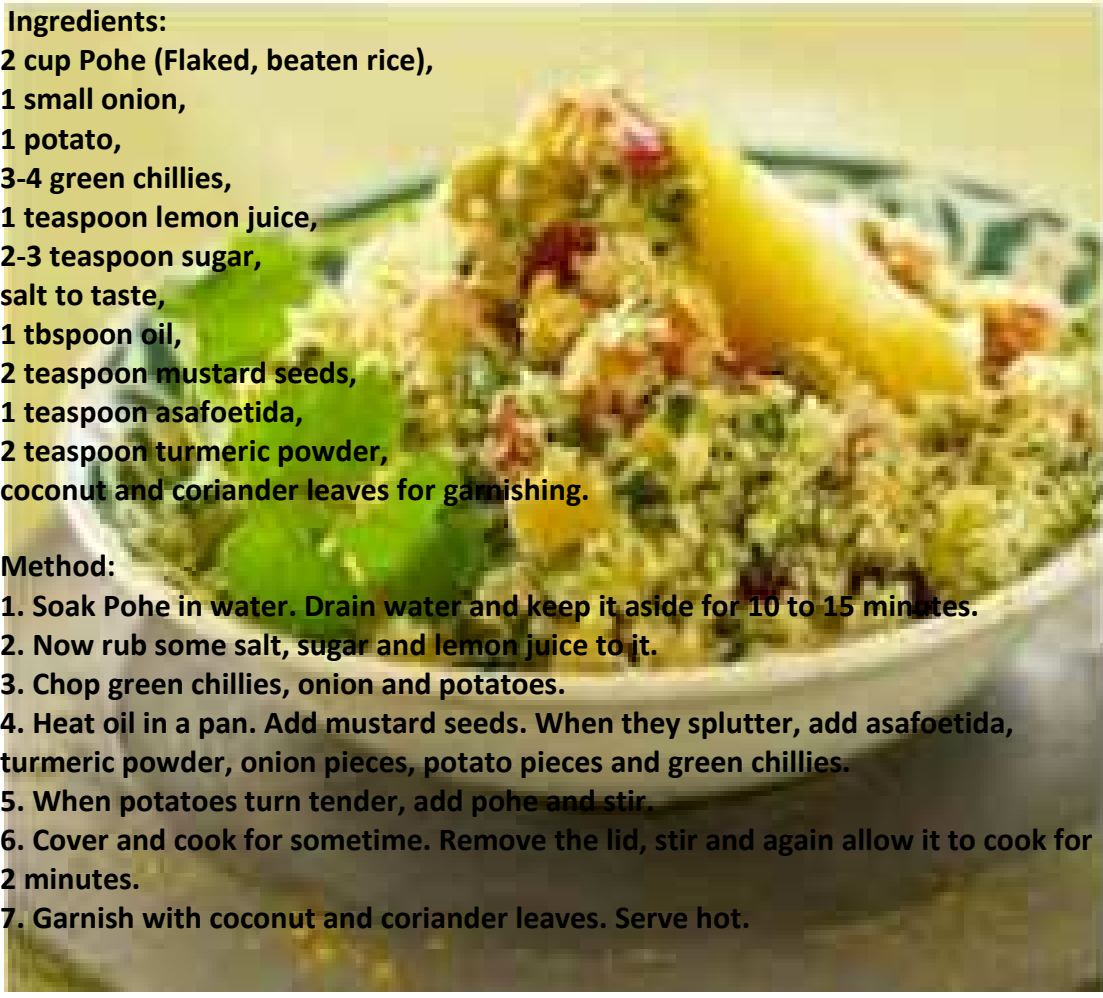 Ingredients:
2 cup Pohe (Flaked, beaten rice),
1 small onion,
1 potato,
3-4 green chillies,
1 teaspoon lemon juice,
2-3 teaspoon sugar,
salt to taste,
1 tbspoon oil,
2 teaspoon mustard seeds,
1 teaspoon asafoetida,
2 teaspoon turmeric powder,
coconut and coriander leaves for garnishing.

Method:
1. Soak Pohe in water. Drain water and keep it aside for 10 to 15 minutes.
2. Now rub some salt, sugar and lemon juice to it.
3. Chop green chillies, onion and potatoes.
4. Heat oil in a pan. Add mustard seeds. When they splutter, add asafoetida,
turmeric powder, onion pieces, potato pieces and green chillies.
5. When potatoes turn tender, add pohe and stir.
6. Cover and cook for sometime. Remove the lid, stir and again allow it to cook for
2 minutes.
7. Garnish with coconut and coriander leaves. Serve hot.